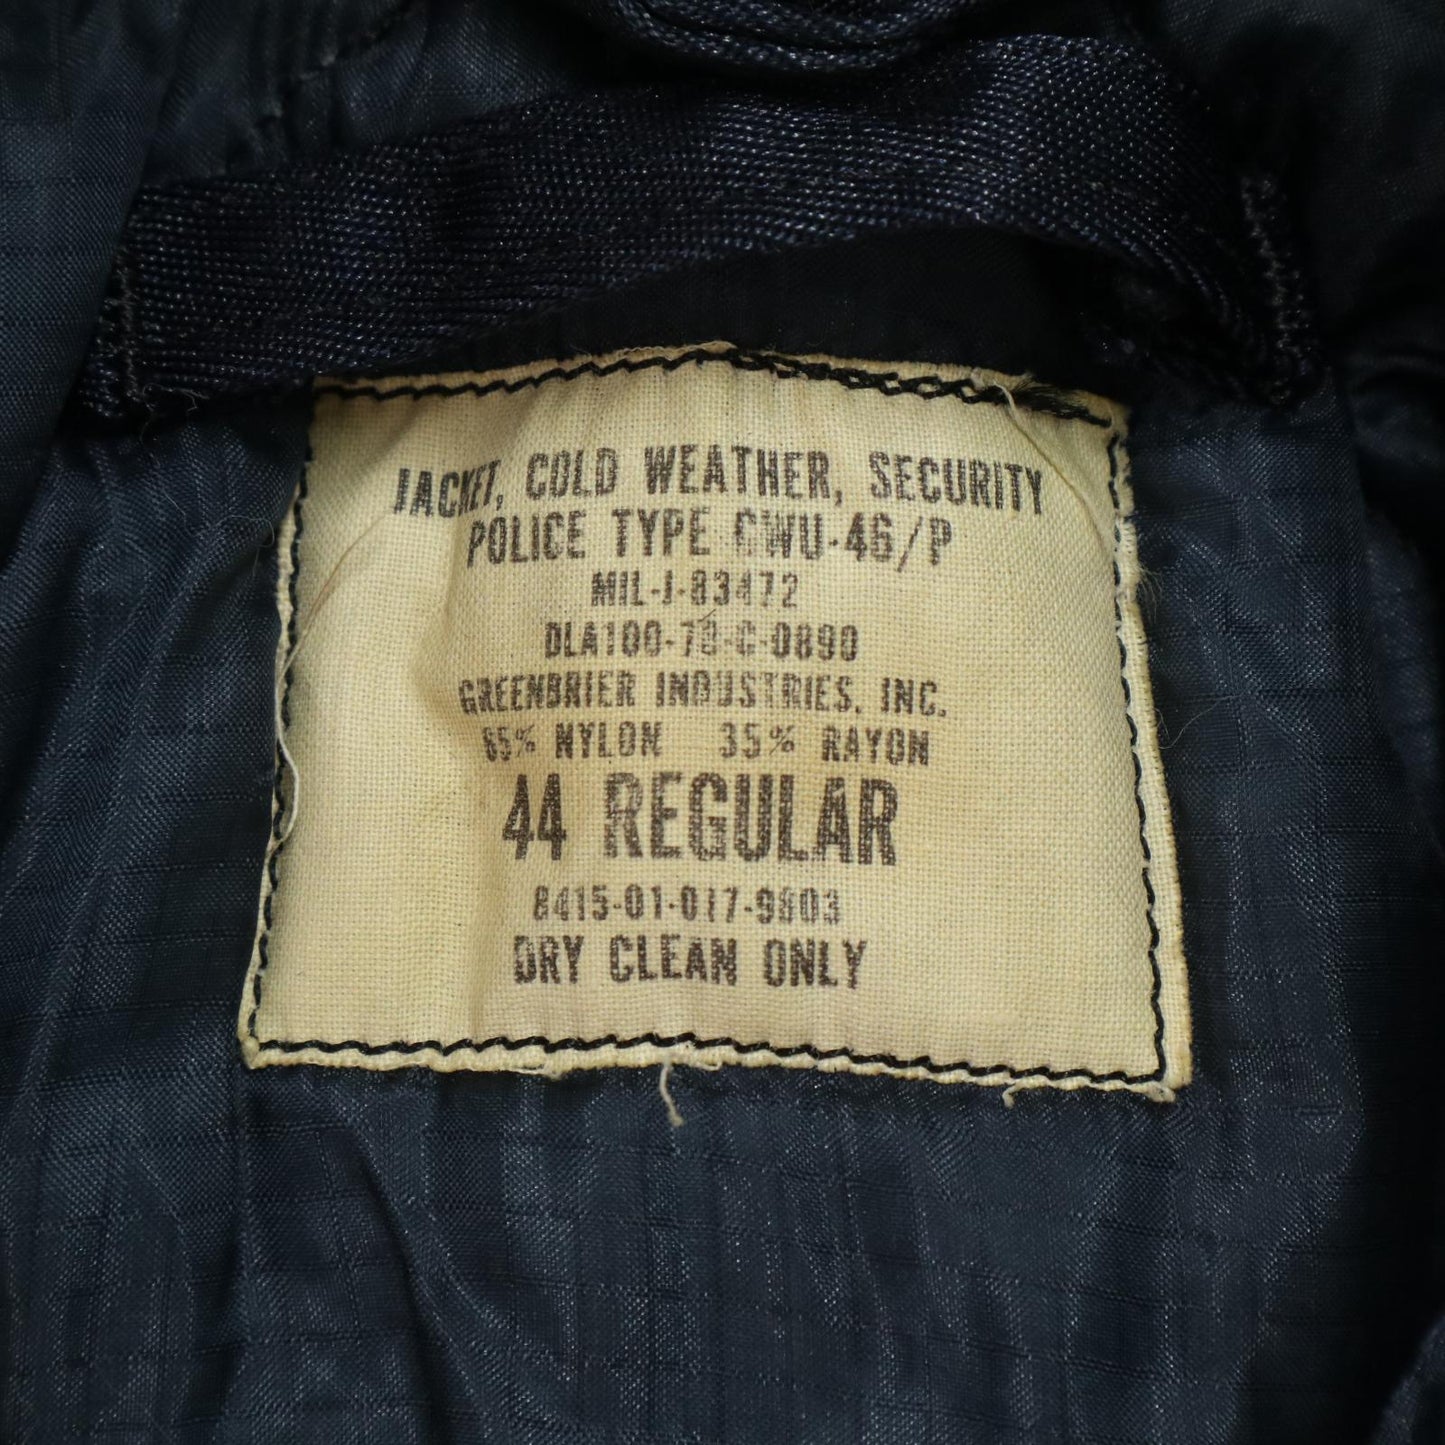 JACKET, COLD WEATHER, SECURITY
POLICE TYPE CWU-46/P
MIL-J-83472
DLA100-78-C-0890
GREENBRIER INDUSTRIES, INC.
65% NYLON 35% RAYON
44 REGULAR
8415-01-017-9803
DRY CLEAN ONLY